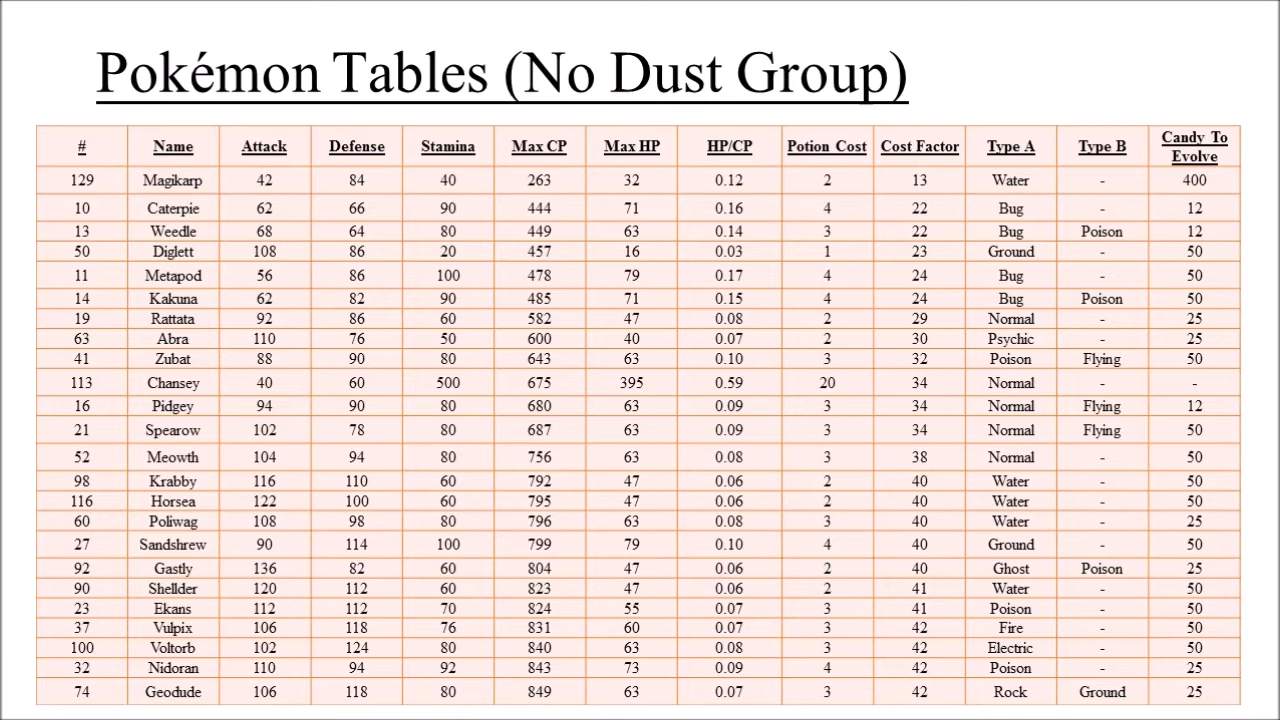 Pokémon Tables (No Dust Group)
# Name Attack Defense Stamina Max CP Max HP HP/CP Potion Cost Cost Factor Type A Type B Candy To Evolve
129 Magikarp 42 84 40 263 32 0.12 2 13 Water - 400
10 Caterpie 62 66 90 444 71 0.16 4 22 Bug - 12
13 Weedle 68 64 80 449 63 0.14 3 22 Bug Poison 12
50 Diglett 108 86 20 457 16 0.03 1 23 Ground - 50
11 Metapod 56 86 100 478 79 0.17 4 24 Bug - 50
14 Kakuna 62 82 90 485 71 0.15 4 24 Bug Poison 50
19 Rattata 92 86 60 582 47 0.08 2 29 Normal - 25
63 Abra 110 76 50 600 40 0.07 2 30 Psychic - 25
41 Zubat 88 90 80 643 63 0.10 3 32 Poison Flying 50
113 Chansey 40 60 500 675 395 0.59 20 34 Normal - -
16 Pidgey 94 90 80 680 63 0.09 3 34 Normal Flying 12
21 Spearow 102 78 80 687 63 0.09 3 34 Normal Flying 50
52 Meowth 104 94 80 756 63 0.08 3 38 Normal - 50
98 Krabby 116 110 60 792 47 0.06 2 40 Water - 50
116 Horsea 122 100 60 795 47 0.06 2 40 Water - 50
60 Poliwag 108 98 80 796 63 0.08 3 40 Water - 25
27 Sandshrew 90 114 100 799 79 0.10 4 40 Ground - 50
92 Gastly 136 82 60 804 47 0.06 2 40 Ghost Poison 25
90 Shellder 120 112 60 823 47 0.06 2 41 Water - 50
23 Ekans 112 112 70 824 55 0.07 3 41 Poison - 50
37 Vulpix 106 118 76 831 60 0.07 3 42 Fire - 50
100 Voltorb 102 124 80 840 63 0.08 3 42 Electric - 50
32 Nidoran 110 94 92 843 73 0.09 4 42 Poison - 25
74 Geodude 106 118 80 849 63 0.07 3 42 Rock Ground 25